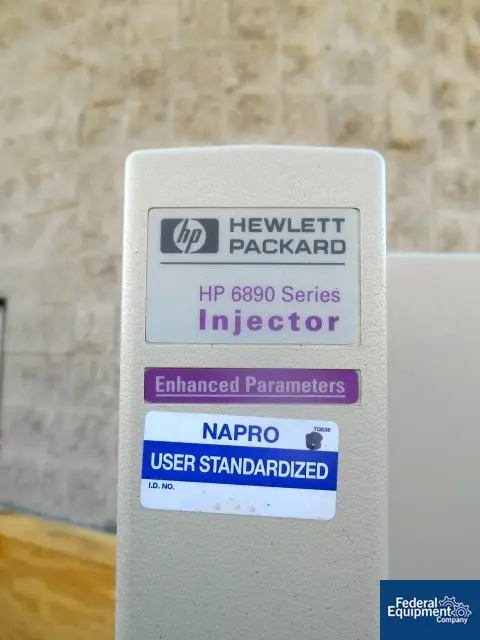 hp HEWLETT
PACKARD
HP 6890 Series
Injector
Enhanced Parameters
NAPRO
USER STANDARDIZED
I.D. NO.
Federal
Equipment
Company